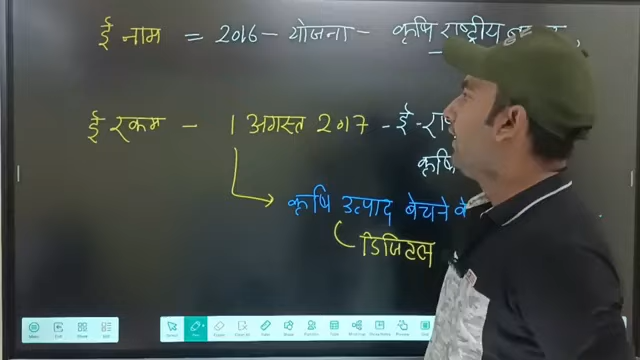 ई नाम = 2016 - योजना - कृषि राष्ट्रीय
ई रकम - 1 अगस्त 2017 - ई-रा
कृषि
कृषि उत्पाद बेचने के
डिजिटल